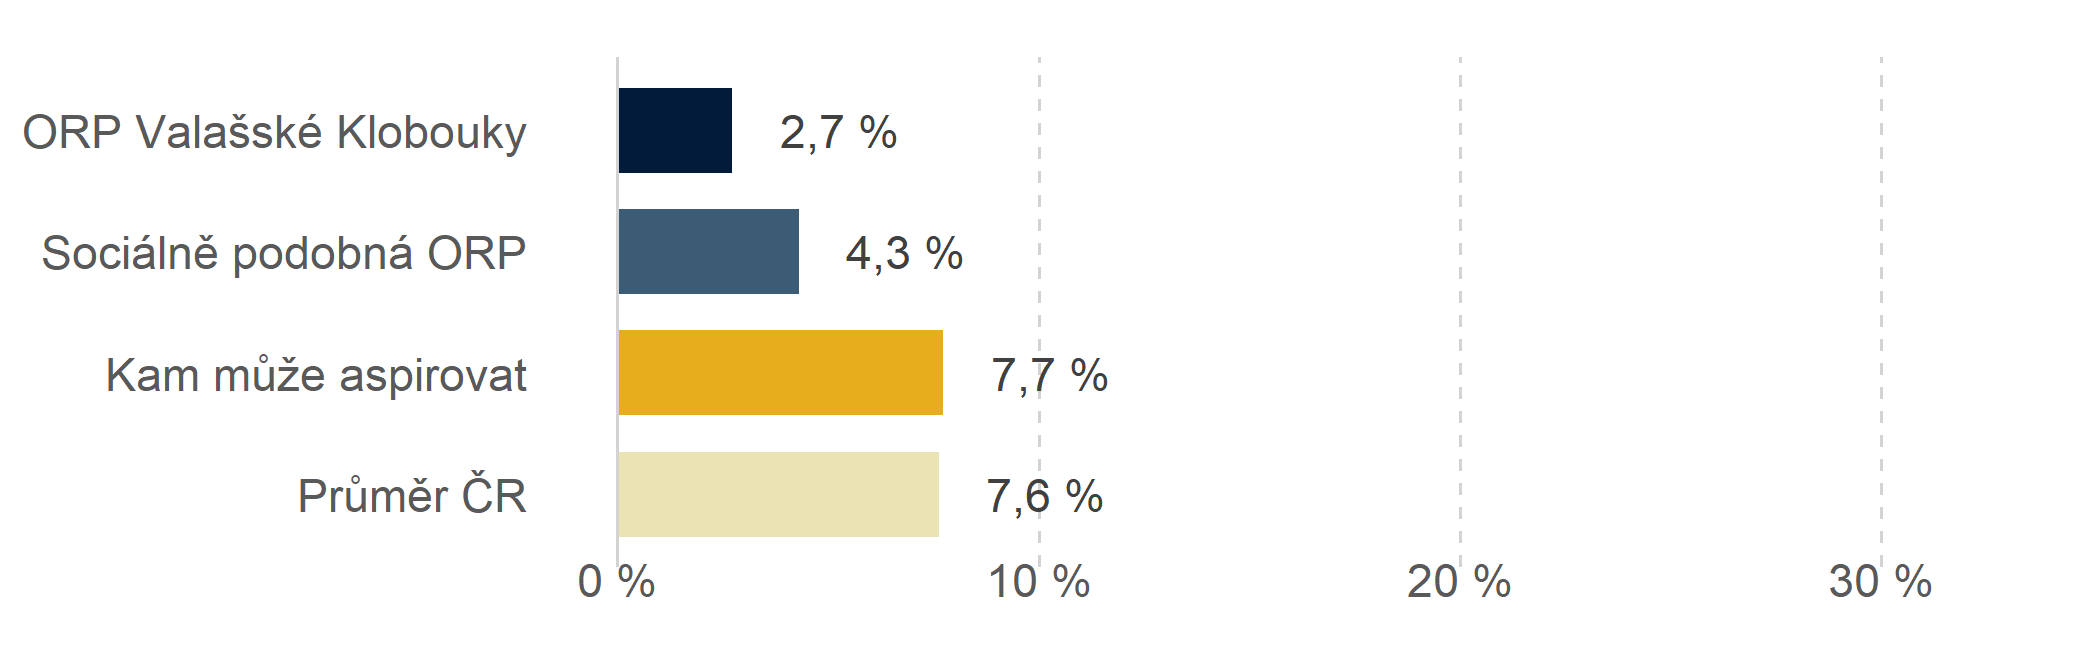 ORP Valašské Klobouky
2,7 %
Sociálně podobná ORP
4,3 %
Kam může aspirovat
7,7 %
Průměr ČR
7,6 %
0 %
10 %
20 %
30 %